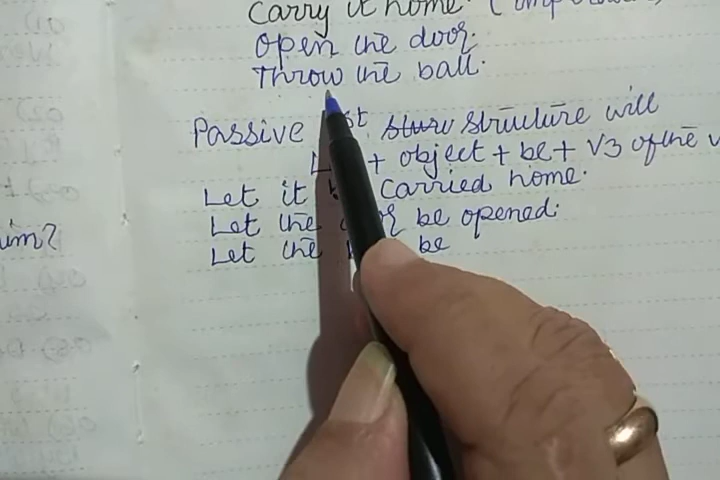 Carry it home.
Open the door.
Throw the ball.
Passive structure will
+ object + be + V3 of the
Let it carried home.
Let the be opened.
Let the be